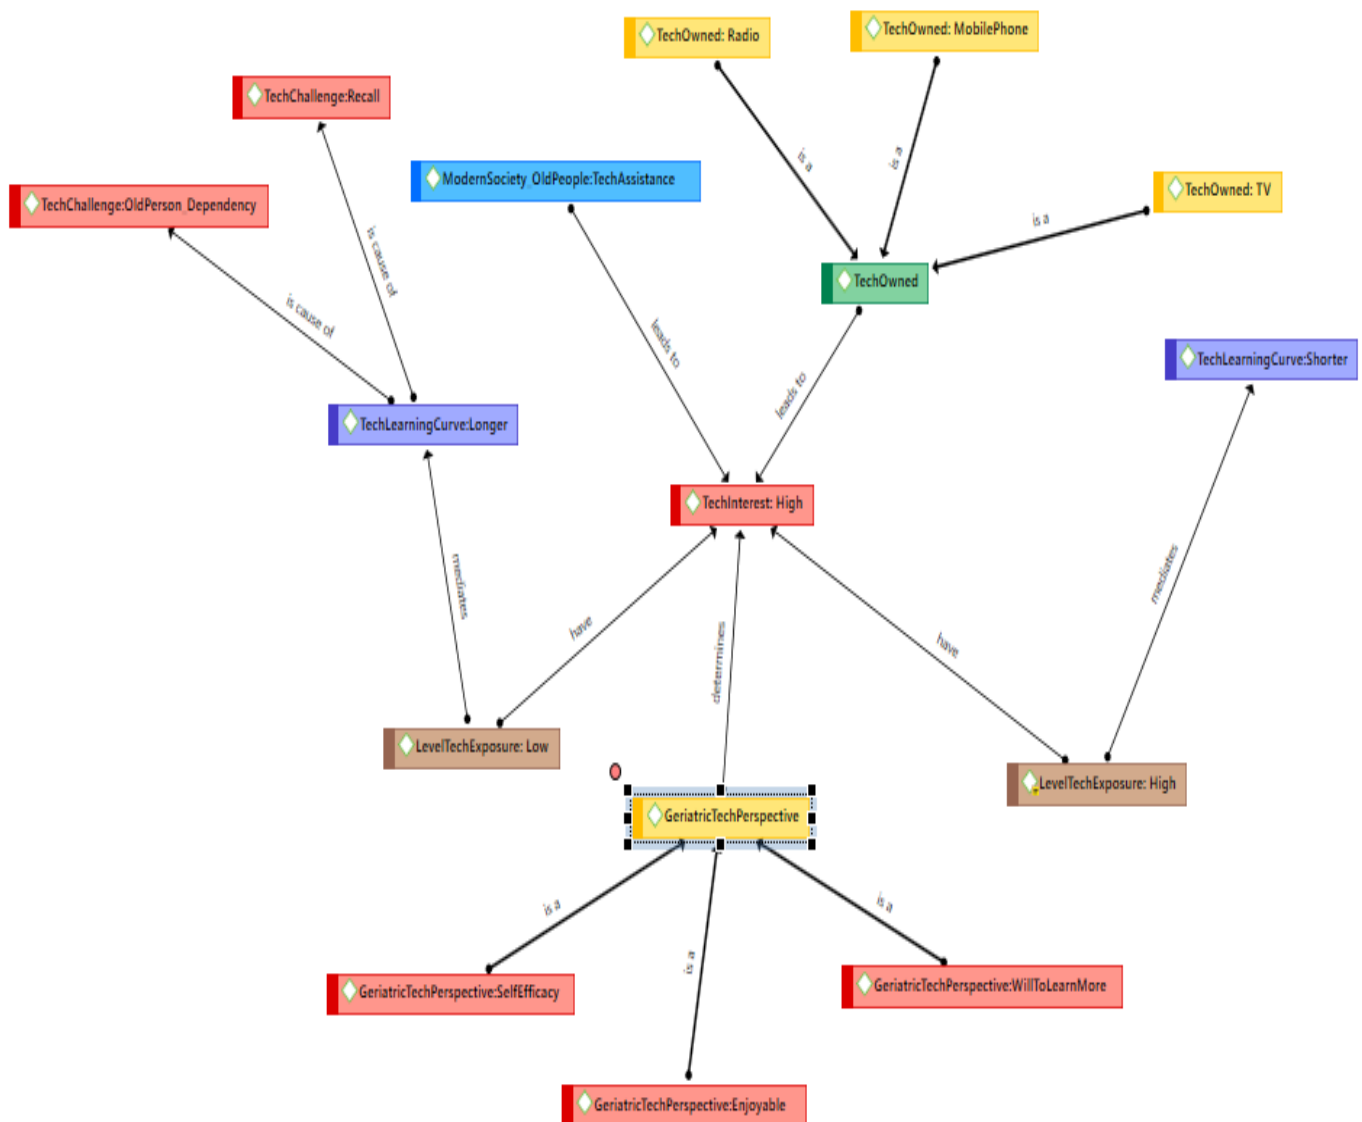 TechOwned: Radio
TechOwned: MobilePhone
TechChallenge:Recall
is a
is a
ModernSociety_OldPeople:TechAssistance
TechOwned: TV
TechChallenge:OldPerson_Dependency
is a
is cause of
TechOwned
is cause of
leads to
TechLearningCurve:Shorter
leads to
TechLearningCurve:Longer
TechInterest: High
mediates
mediates
have
have
determines
LevelTechExposure: Low
LevelTechExposure: High
GeriatricTechPerspective
is a
is a
is a
GeriatricTechPerspective:SelfEfficacy
GeriatricTechPerspective:WillToLearnMore
GeriatricTechPerspective:Enjoyable